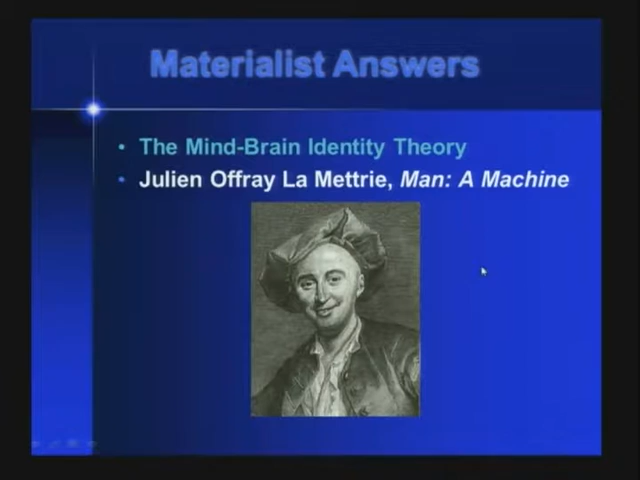 Materialist Answers
• The Mind-Brain Identity Theory
• Julien Offray La Mettrie, Man: A Machine